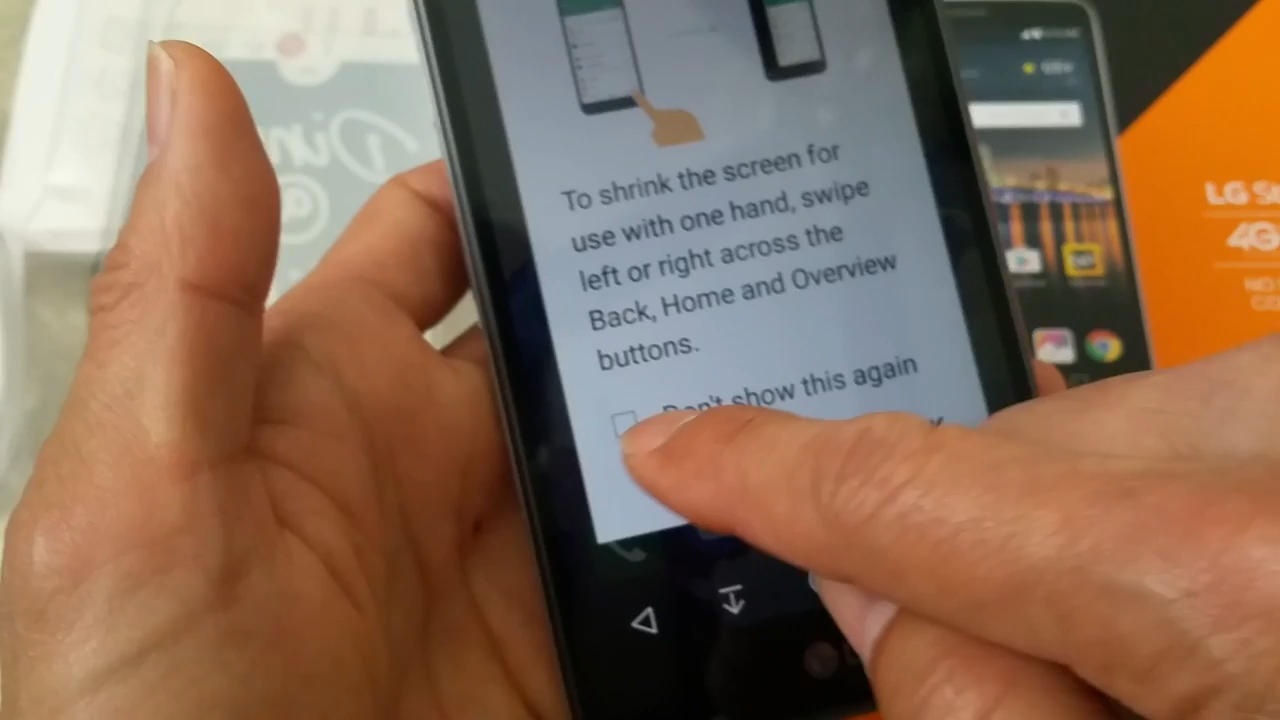 To shrink the screen for
use with one hand, swipe
left or right across the
Back, Home and Overview
buttons.
Don't show this again
LG
4G